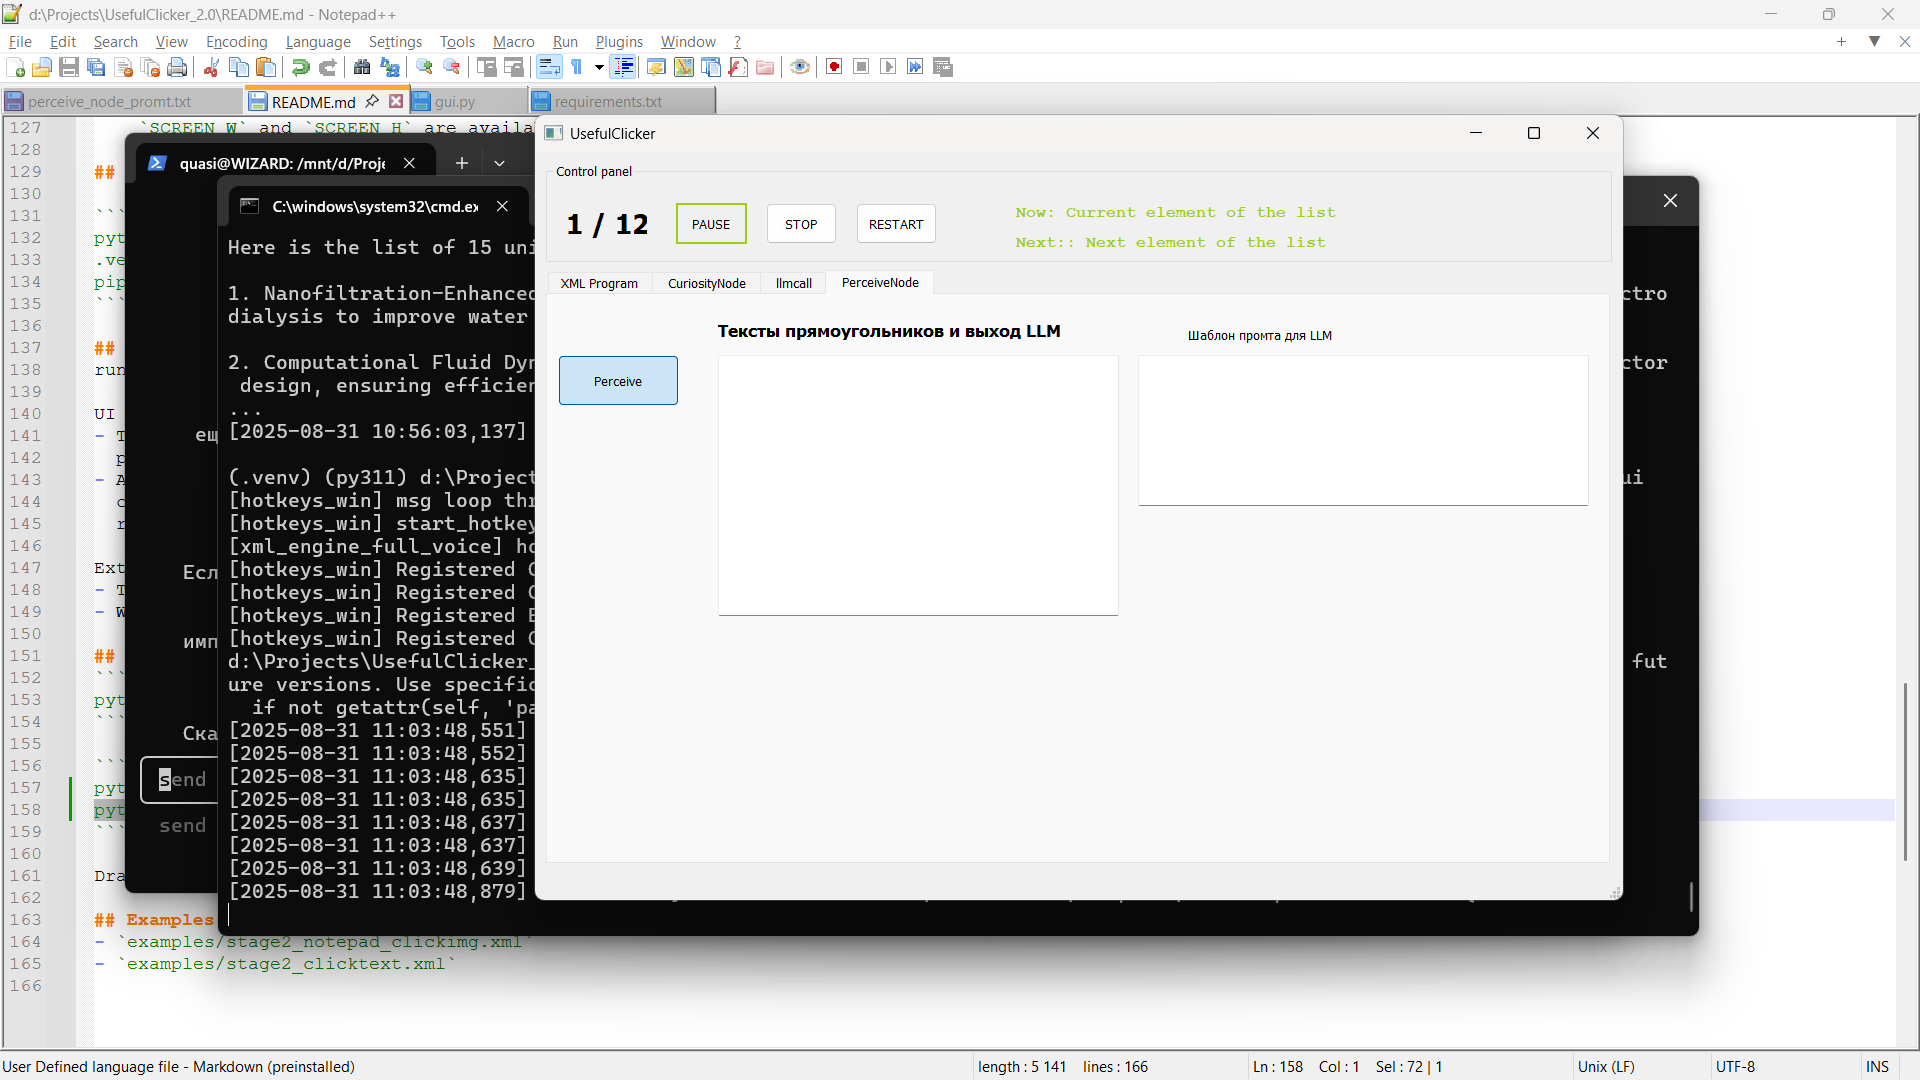 d:\Projects\UsefulClicker_2.0\README.md - Notepad++
File Edit Search View Encoding Language Settings Tools Macro Run Plugins Window ?
perceive_node_promt.txt README.md gui.py requirements.txt
127 `SCREEN_W` and `SCREEN_H` are availa
128
129 ##
130
131 ```
132 pyt
133 .ve
134 pip
135 ```
136
137 ##
138 run
139
140 UI
141 - T
142 p
143 - A
144 c
145 r
146
147 Ext
148 - T
149 - W
150
151 ##
152 ```
153 pyt
154 ```
155
156 ```
157 pyt
158 pyt
159 ```
160
161 Dra
162
163 ## Examples
164 - `examples/stage2_notepad_clickimg.xml`
165 - `examples/stage2_clicktext.xml`
166
quasi@WIZARD: /mnt/d/Proje
ещ
Есл
имп
Ска
send
send
C:\windows\system32\cmd.ex
Here is the list of 15 uni
1. Nanofiltration-Enhanced
dialysis to improve water
2. Computational Fluid Dyn
design, ensuring efficien
...
[2025-08-31 10:56:03,137]
(.venv) (py311) d:\Project
[hotkeys_win] msg loop thr
[hotkeys_win] start_hotkey
[xml_engine_full_voice] ho
[hotkeys_win] Registered C
[hotkeys_win] Registered C
[hotkeys_win] Registered E
[hotkeys_win] Registered C
d:\Projects\UsefulClicker_
ure versions. Use specific
if not getattr(self, 'pa
[2025-08-31 11:03:48,551]
[2025-08-31 11:03:48,552]
[2025-08-31 11:03:48,635]
[2025-08-31 11:03:48,635]
[2025-08-31 11:03:48,637]
[2025-08-31 11:03:48,637]
[2025-08-31 11:03:48,639]
[2025-08-31 11:03:48,879]
ctro
ctor
ui
fut
UsefulClicker
Control panel
1 / 12 PAUSE STOP RESTART
Now: Current element of the list
Next:: Next element of the list
XML Program CuriosityNode llmcall PerceiveNode
Тексты прямоугольников и выход LLM
Шаблон промта для LLM
Perceive
User Defined language file - Markdown (preinstalled) length : 5 141 lines : 166 Ln : 158 Col : 1 Sel : 72 | 1 Unix (LF) UTF-8 INS